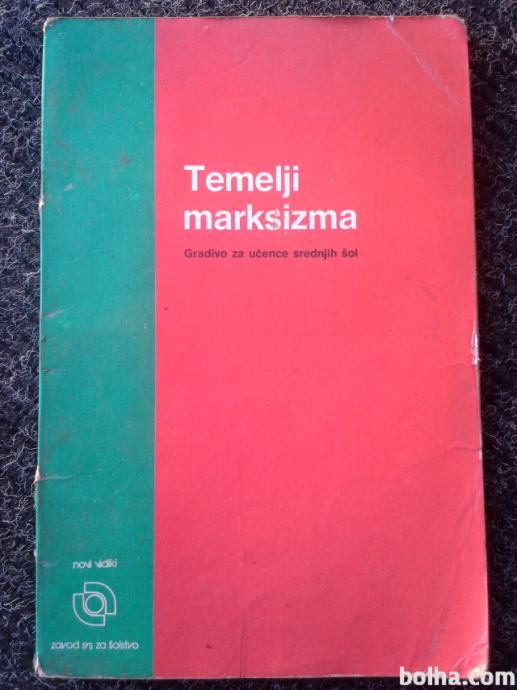 Temelji
marksizma
Gradivo za učence srednjih šol
novi vidiki
zavod srs za šolstvo
bolha.com